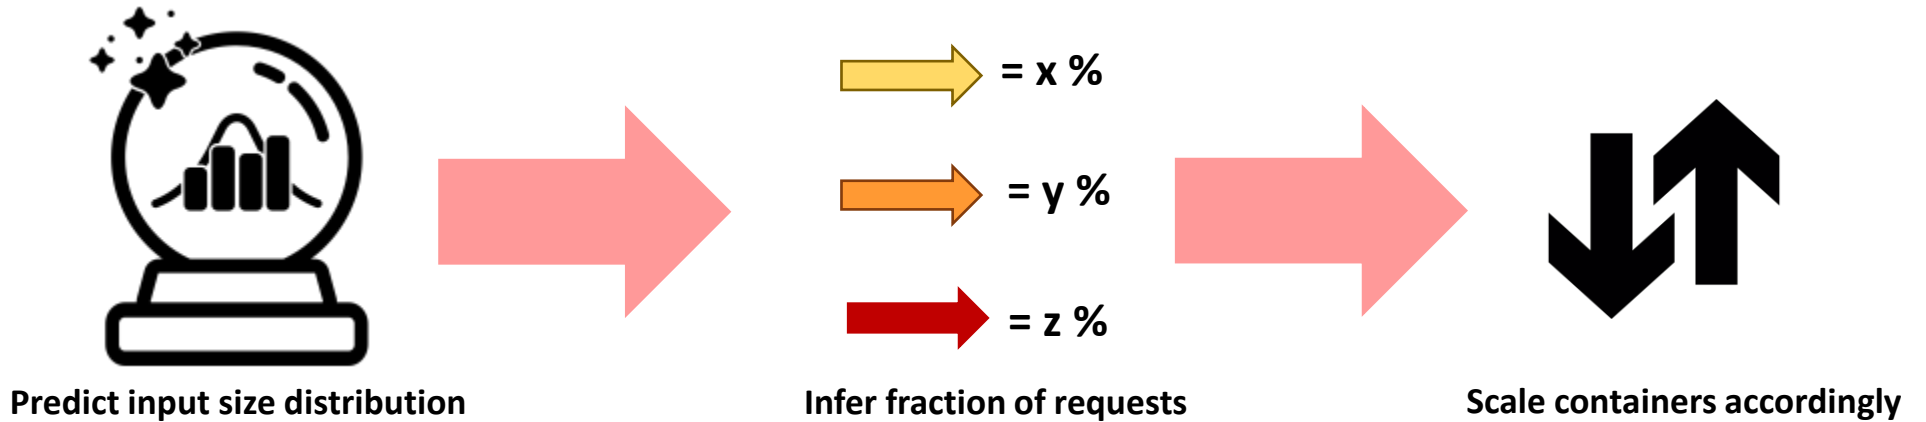 = x %
= y %
= z %
Predict input size distribution
Infer fraction of requests
Scale containers accordingly